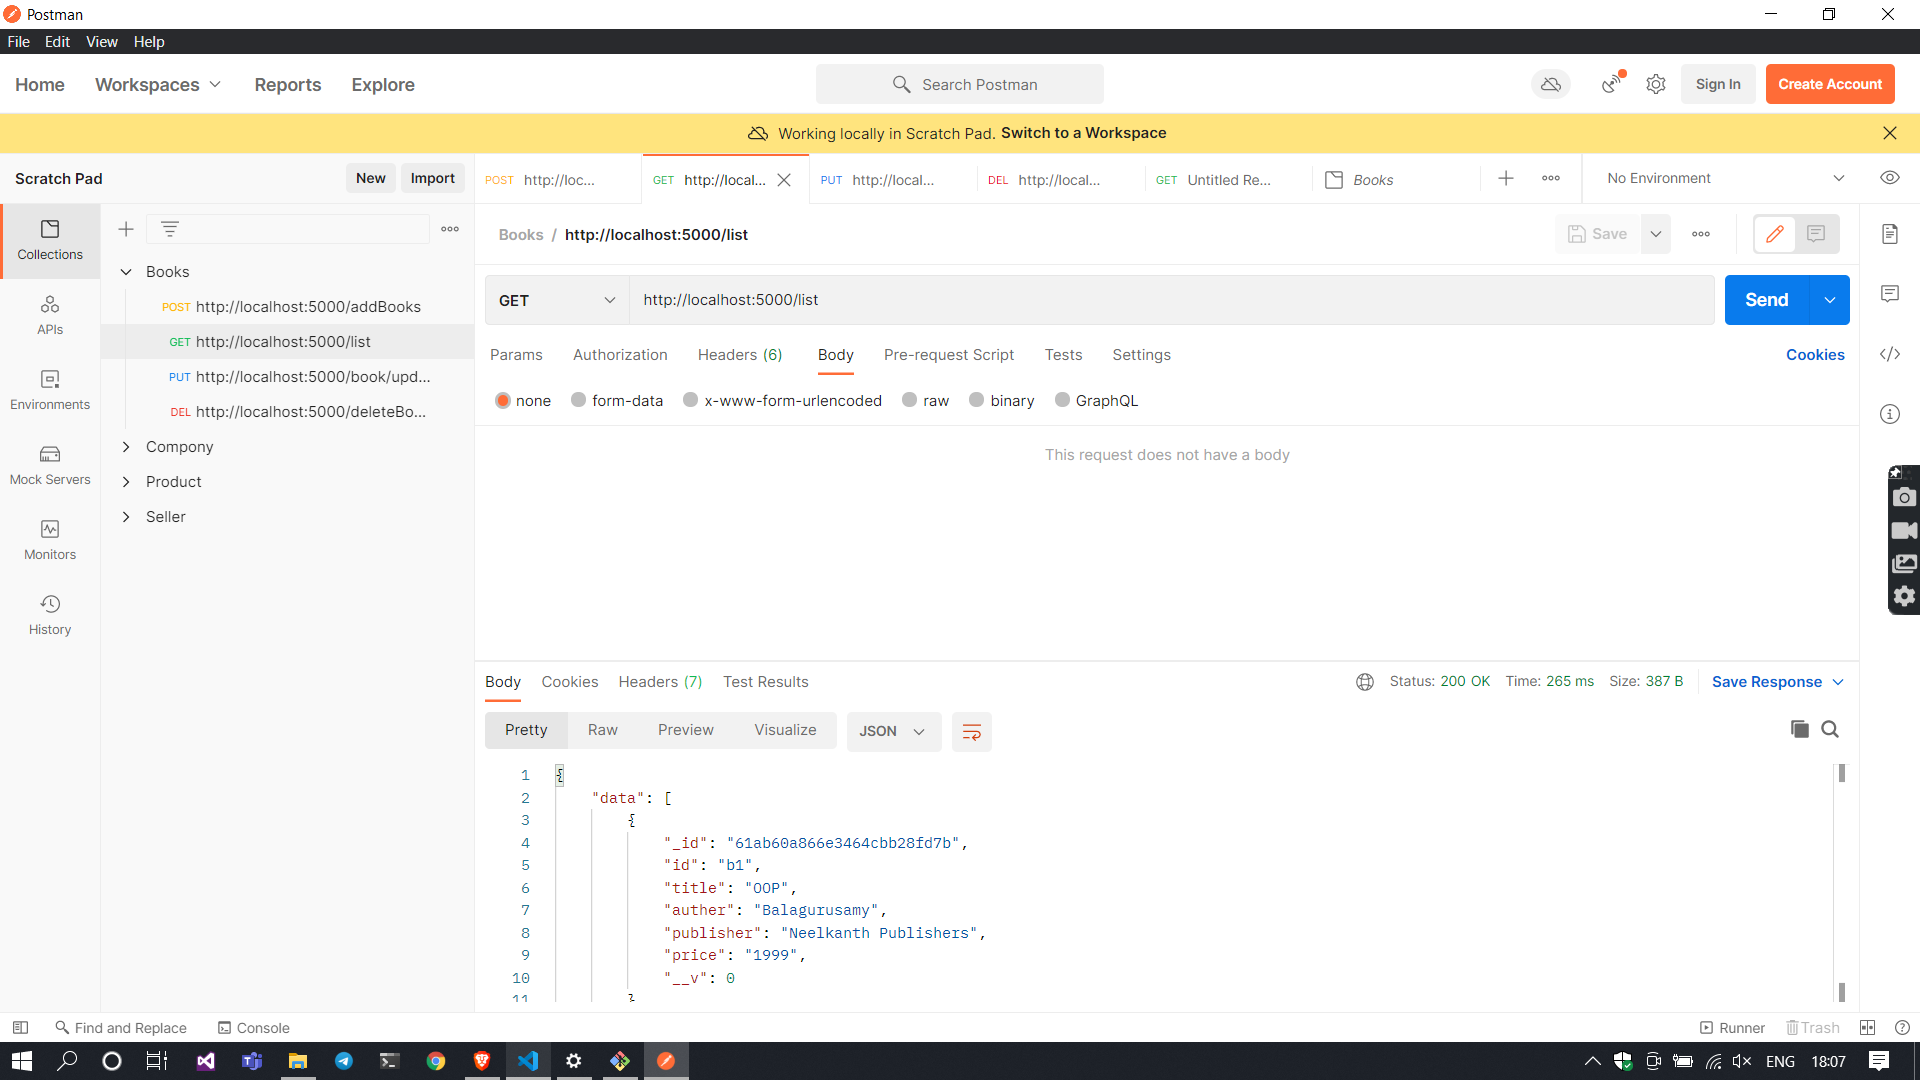 Postman
File Edit View Help
Home Workspaces Reports Explore Search Postman Sign In Create Account
Working locally in Scratch Pad. Switch to a Workspace
Scratch Pad New Import
POST http://loc... GET http://local... PUT http://local... DEL http://local... GET Untitled Re... Books No Environment
Collections
APIs
Environments
Mock Servers
Monitors
History
Books
POST http://localhost:5000/addBooks
GET http://localhost:5000/list
PUT http://localhost:5000/book/upd...
DEL http://localhost:5000/deleteBo...
Company
Product
Seller
Books / http://localhost:5000/list Save
GET http://localhost:5000/list Send
Params Authorization Headers (6) Body Pre-request Script Tests Settings Cookies
none form-data x-www-form-urlencoded raw binary GraphQL
This request does not have a body
Body Cookies Headers (7) Test Results Status: 200 OK Time: 265 ms Size: 387 B Save Response
Pretty Raw Preview Visualize JSON
1 {
2 "data": [
3 {
4 "_id": "61ab60a866e3464cbb28fd7b",
5 "id": "b1",
6 "title": "OOP",
7 "auther": "Balagurusamy",
8 "publisher": "Neelkanth Publishers",
9 "price": "1999",
10 "__v": 0
11 }
Find and Replace Console Runner Trash
ENG 18:07